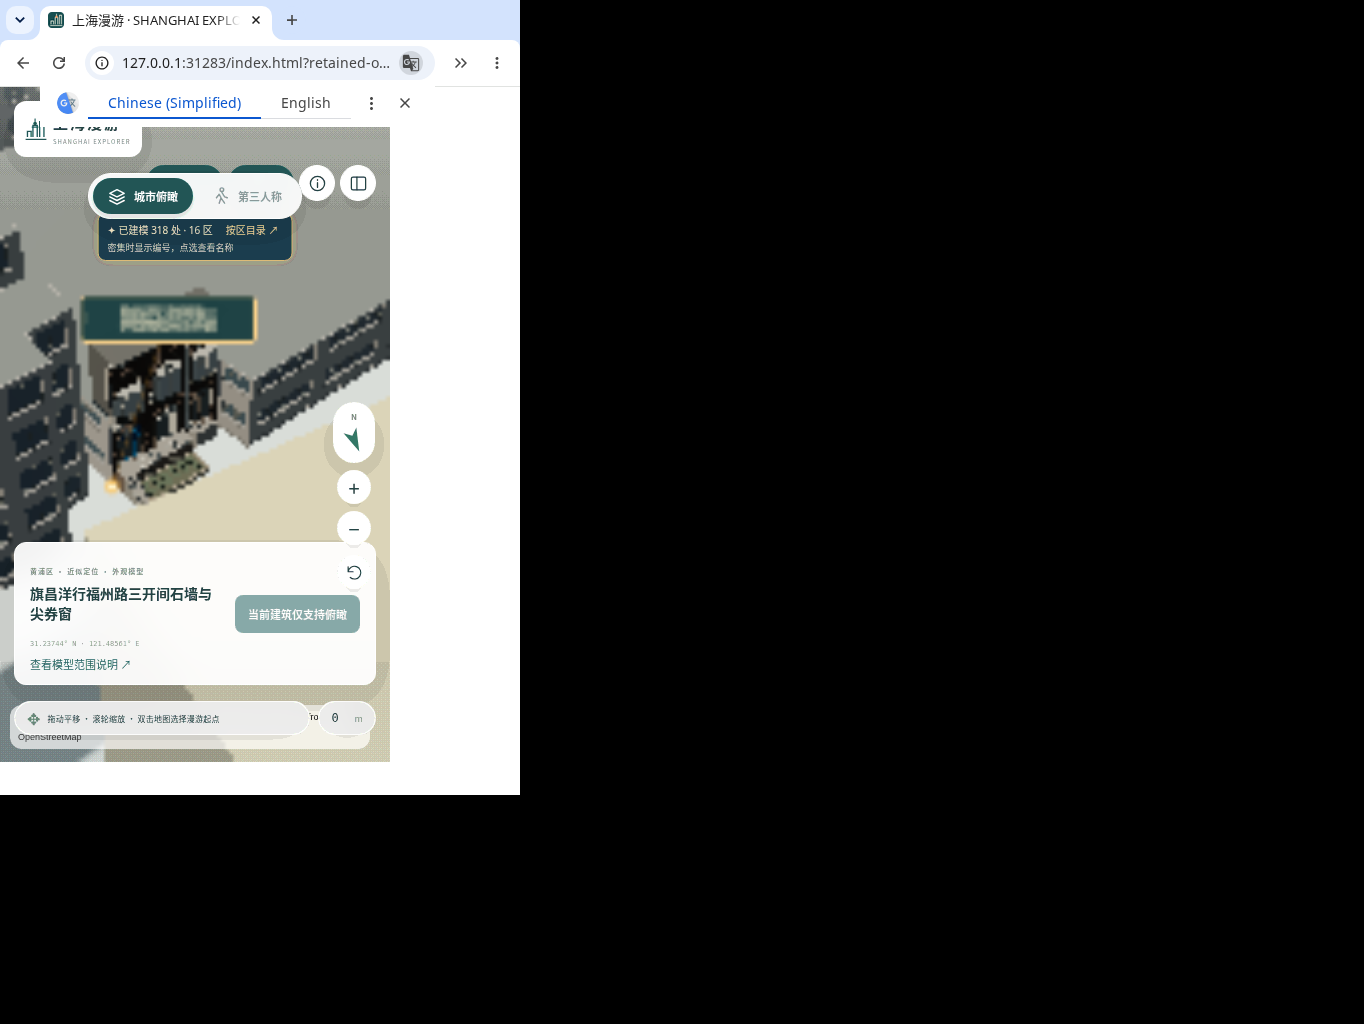 上海漫游 · SHANGHAI EXPLO
127.0.0.1:31283/index.html?retained-o...
Chinese (Simplified)
English
上海漫游
SHANGHAI EXPLORER
城市俯瞰
第三人称
✦ 已建模 318 处 · 16 区
按区目录 ↗
密集时显示编号，点选查看名称
N
+
−
黄浦区 · 近似定位 · 外观模型
旗昌洋行福州路三开间石墙与
尖券窗
当前建筑仅支持俯瞰
31.23744° N · 121.48561° E
查看模型范围说明 ↗
拖动平移 · 滚轮缩放 · 双击地图选择漫游起点
0 m
OpenStreetMap